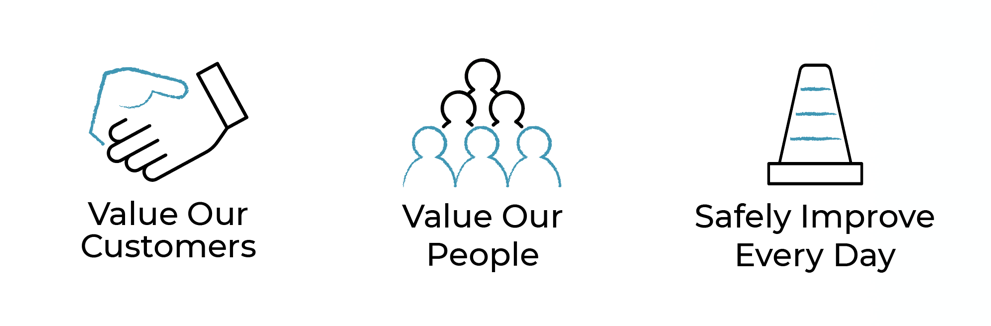 Value Our
Customers
Value Our
People
Safely Improve
Every Day